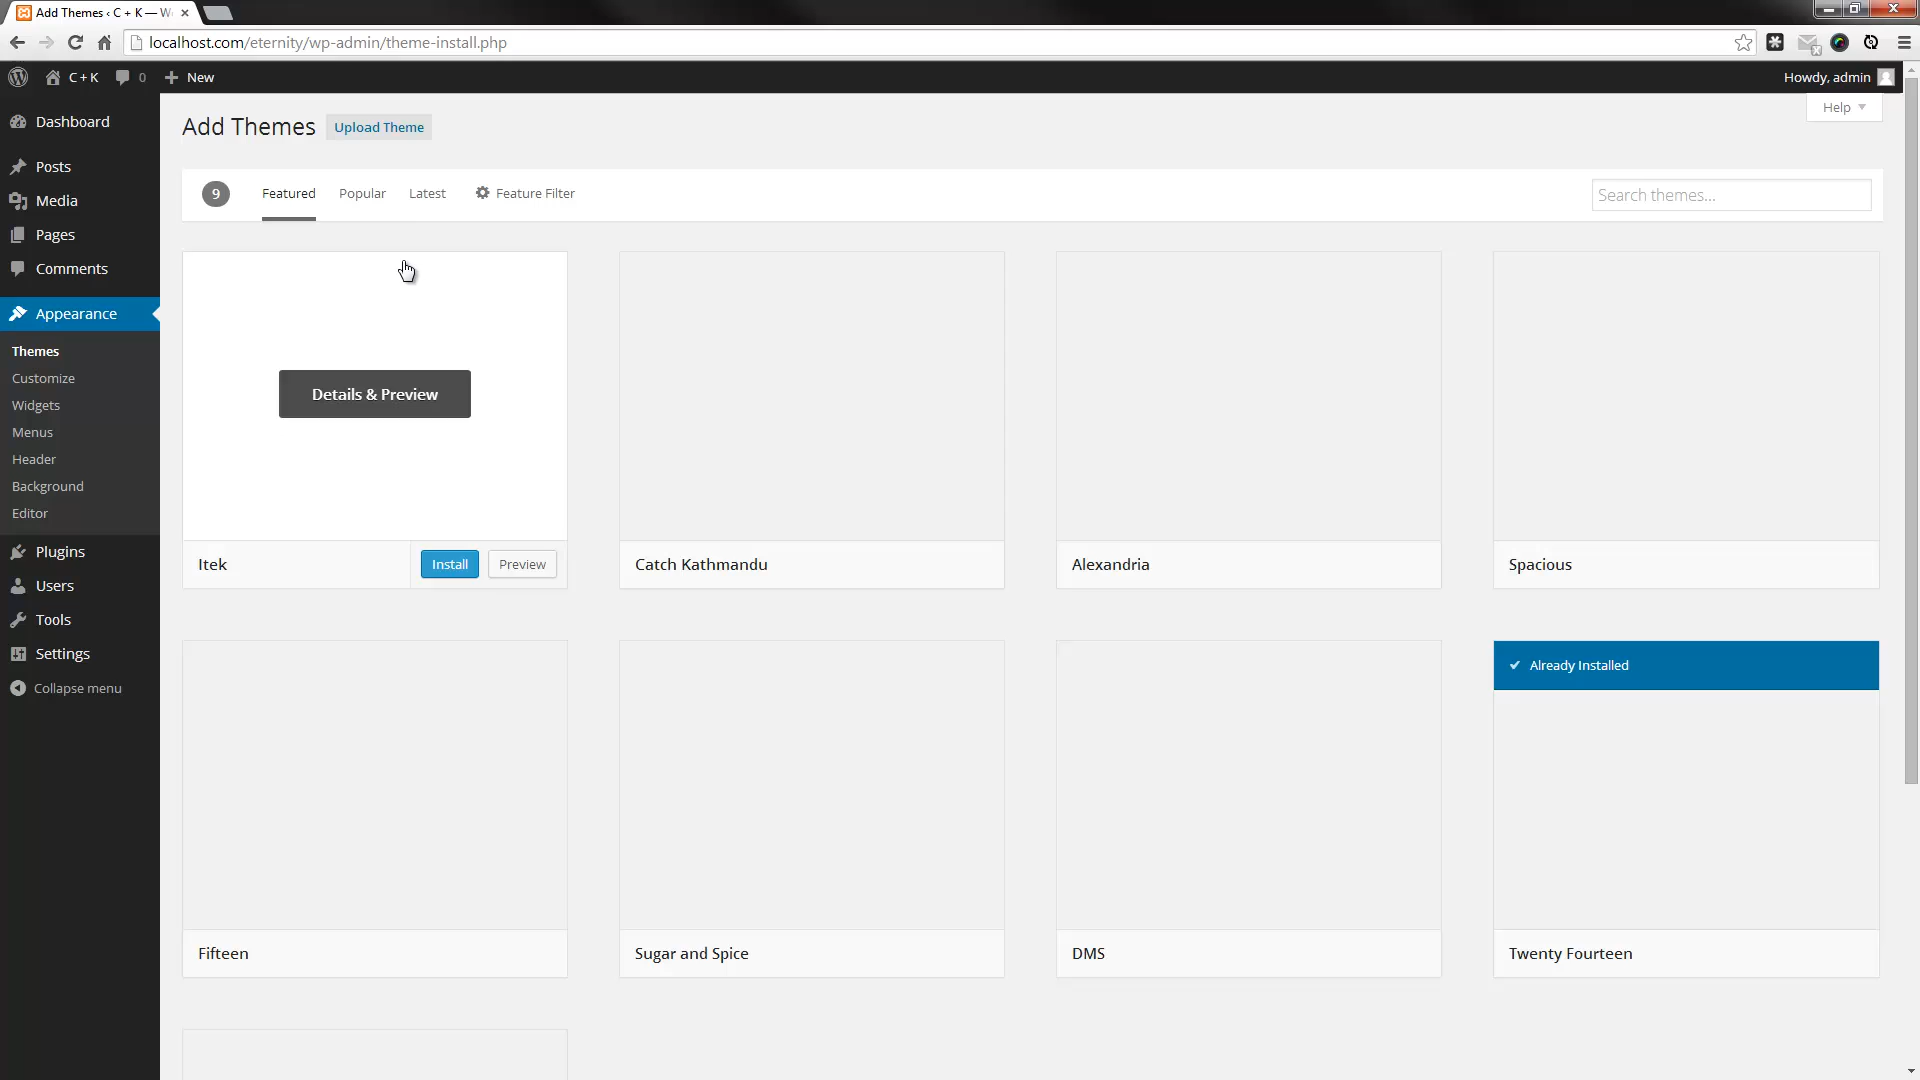 Add Themes ‹ C + K — W
localhost.com/eternity/wp-admin/theme-install.php
C + K 0 New Howdy, admin
Help
Dashboard
Posts
Media
Pages
Comments
Appearance
Themes
Customize
Widgets
Menus
Header
Background
Editor
Plugins
Users
Tools
Settings
Collapse menu
Add Themes Upload Theme
9 Featured Popular Latest Feature Filter Search themes...
Details & Preview
Itek Install Preview
Catch Kathmandu
Alexandria
Spacious
Already Installed
Fifteen
Sugar and Spice
DMS
Twenty Fourteen